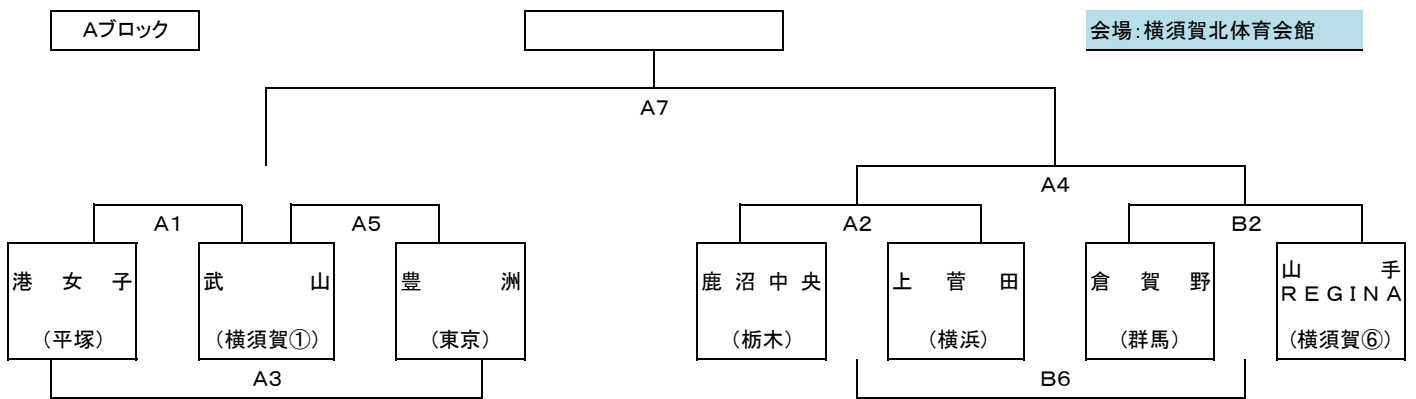 Aブロック
会場:横須賀北体育会館
A7
A4
A1
A5
A2
B2
港女子
武山
豊洲
鹿沼中央
上菅田
倉賀野
山手
REGINA
(平塚)
(横須賀①)
(東京)
(栃木)
(横浜)
(群馬)
(横須賀⑥)
A3
B6